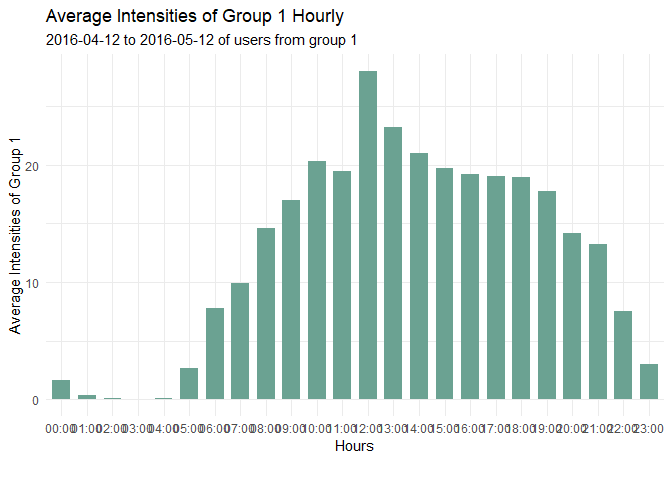 Average Intensities of Group 1 Hourly
2016-04-12 to 2016-05-12 of users from group 1
Average Intensities of Group 1
20
10
0
00:00 01:00 02:00 03:00 04:00 05:00 06:00 07:00 08:00 09:00 10:00 11:00 12:00 13:00 14:00 15:00 16:00 17:00 18:00 19:00 20:00 21:00 22:00 23:00
Hours